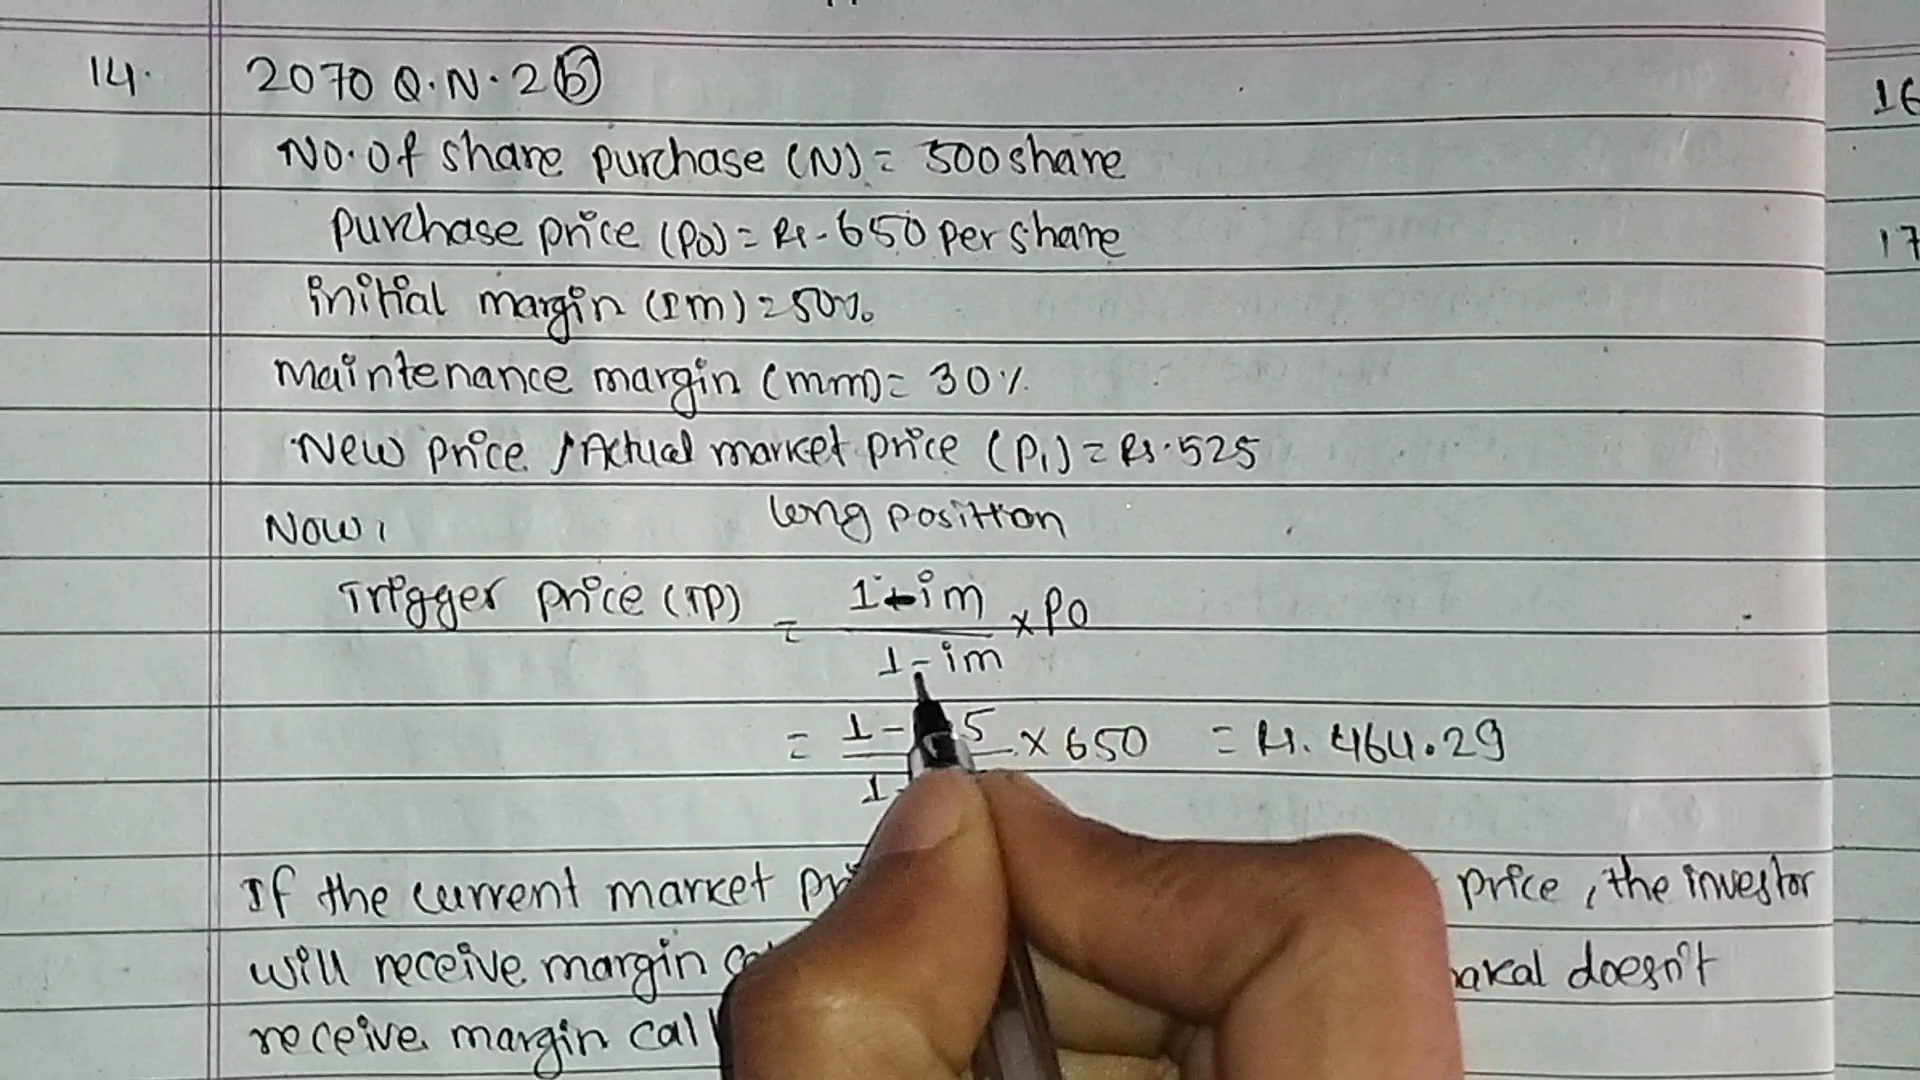 14. 2070 Q.N.2(b)
16
No. of share purchase (N) = 500 share
purchase price (P0) = Rs. 650 per share
17
initial margin (Im) = 50%
Maintenance margin (mm) = 30%
New price / Actual market price (P1) = Rs. 525
Now, long position
Trigger price (TP) = 1-im × P0
1-im
= 1- 5 × 650 = Rs. 464.29
1-
If the current market price, the investor
will receive margin doesn't
receive margin call